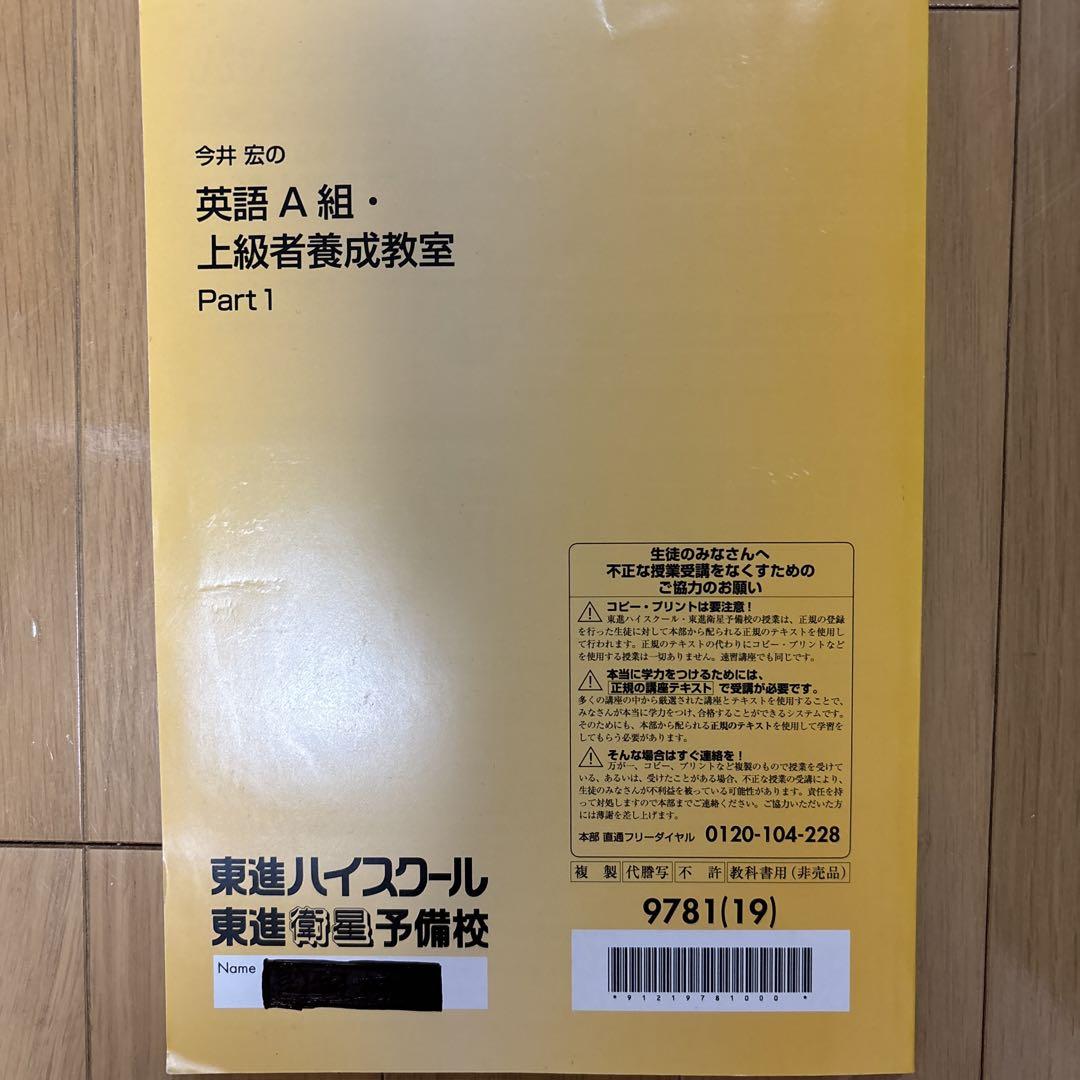 今井 宏の
英語 A 組・
上級者養成教室
Part 1
生徒のみなさんへ
不正な授業受講をなくすための
ご協力のお願い
コピー・プリントは要注意！
東進ハイスクール・東進衛星予備校の授業は、正規の登録
を行った生徒に対して本部から配られる正規のテキストを使用し
て行われます。正規のテキストの代わりにコピー・プリントなど
を使用する授業は一切ありません。速習講座でも同じです。
本当に学力をつけるためには、
正規の講座テキスト で受講が必要です。
多くの講座の中から厳選された講座とテキストを使用することで、
みなさんが本当に学力をつけ、合格することができるシステムです。
そのためにも、本部から配られる正規のテキストを使用して学習を
してもらう必要があります。
そんな場合はすぐ連絡を！
万が一、コピー、プリントなど複製のもので授業を受けて
いる、あるいは、受けたことがある場合、不正な授業の受講により、
生徒のみなさんが不利益を被っている可能性があります。責任を持
って対処しますので本部までご連絡ください。ご協力いただいた方
には薄謝を差し上げます。
本部 直通フリーダイヤル 0120-104-228
複 製 代謄写 不 許 教科書用（非売品）
9781(19)
*91219781000*
東進ハイスクール
東進衛星予備校
Name